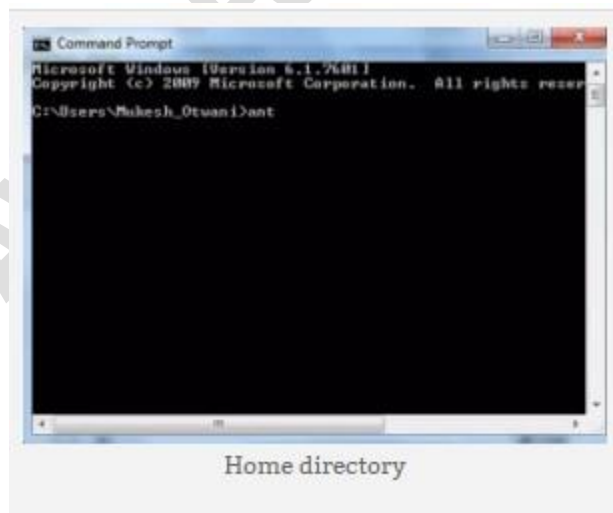 Command Prompt
Microsoft Windows [Version 6.1.7601]
Copyright (c) 2009 Microsoft Corporation. All rights reser
C:\Users\Mukesh_Otwani>ant
Home directory